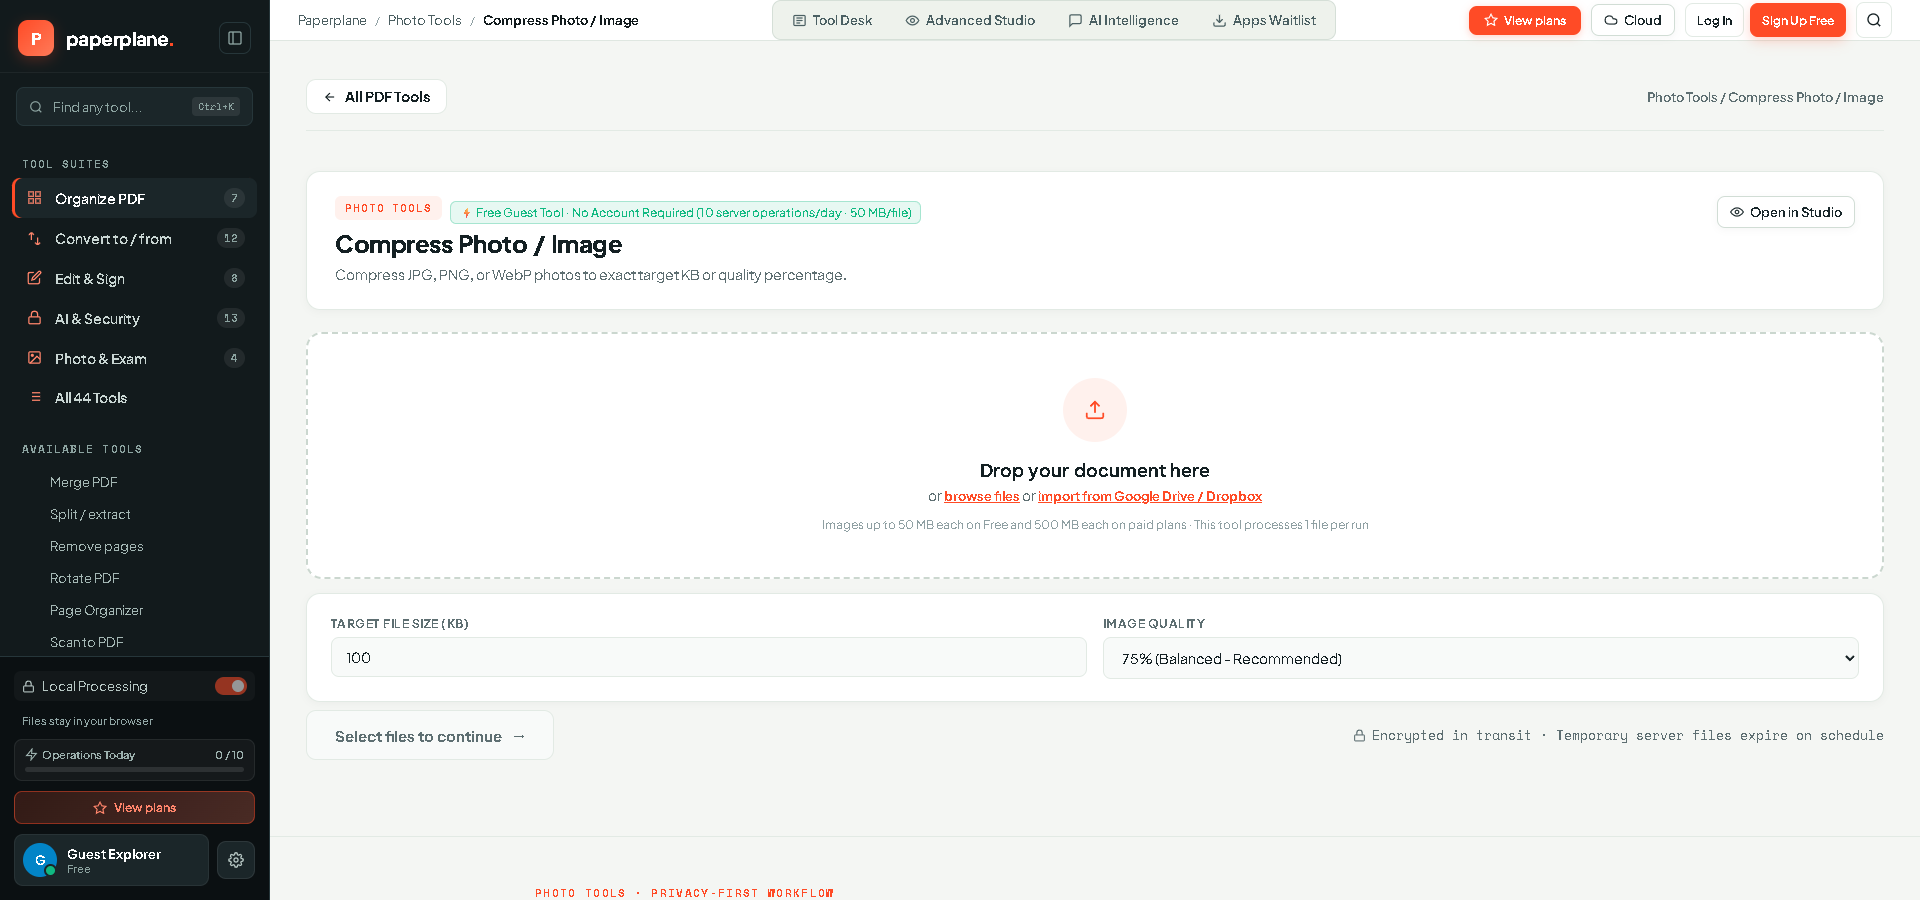 P paperplane.
Find any tool... Ctrl+K
TOOL SUITES
Organize PDF 7
Convert to / from 12
Edit & Sign 8
AI & Security 13
Photo & Exam 4
All 44 Tools
AVAILABLE TOOLS
Merge PDF
Split / extract
Remove pages
Rotate PDF
Page Organizer
Scan to PDF
Local Processing
Files stay in your browser
Operations Today 0 / 10
View plans
G Guest Explorer
Free
Paperplane / Photo Tools / Compress Photo / Image
Tool Desk Advanced Studio AI Intelligence Apps Waitlist
View plans Cloud Log In Sign Up Free
← All PDF Tools
Photo Tools / Compress Photo / Image
PHOTO TOOLS Free Guest Tool · No Account Required (10 server operations/day · 50 MB/file)
Open in Studio
Compress Photo / Image
Compress JPG, PNG, or WebP photos to exact target KB or quality percentage.
Drop your document here
or browse files or import from Google Drive / Dropbox
Images up to 50 MB each on Free and 500 MB each on paid plans · This tool processes 1 file per run
TARGET FILE SIZE (KB) IMAGE QUALITY
100 75% (Balanced - Recommended)
Select files to continue →
Encrypted in transit · Temporary server files expire on schedule
PHOTO TOOLS · PRIVACY-FIRST WORKFLOW